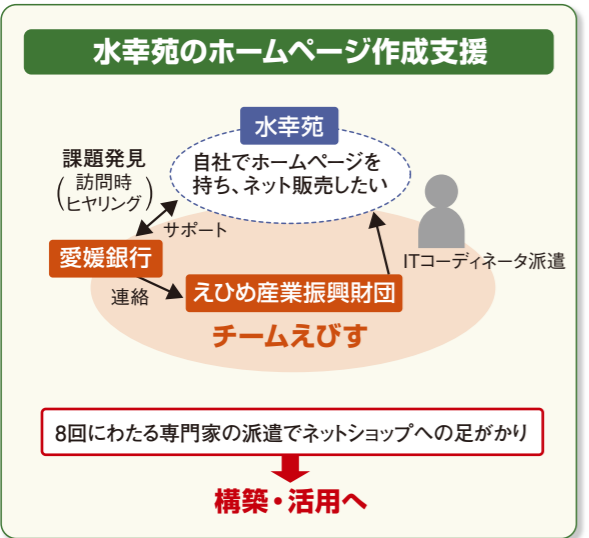 水幸苑のホームページ作成支援
水幸苑
自社でホームページを
持ち、ネット販売したい
課題発見
(訪問時
ヒヤリング)
サポート
愛媛銀行
連絡
えひめ産業振興財団
ITコーディネータ派遣
チームえびす
8回にわたる専門家の派遣でネットショップへの足がかり
構築・活用へ